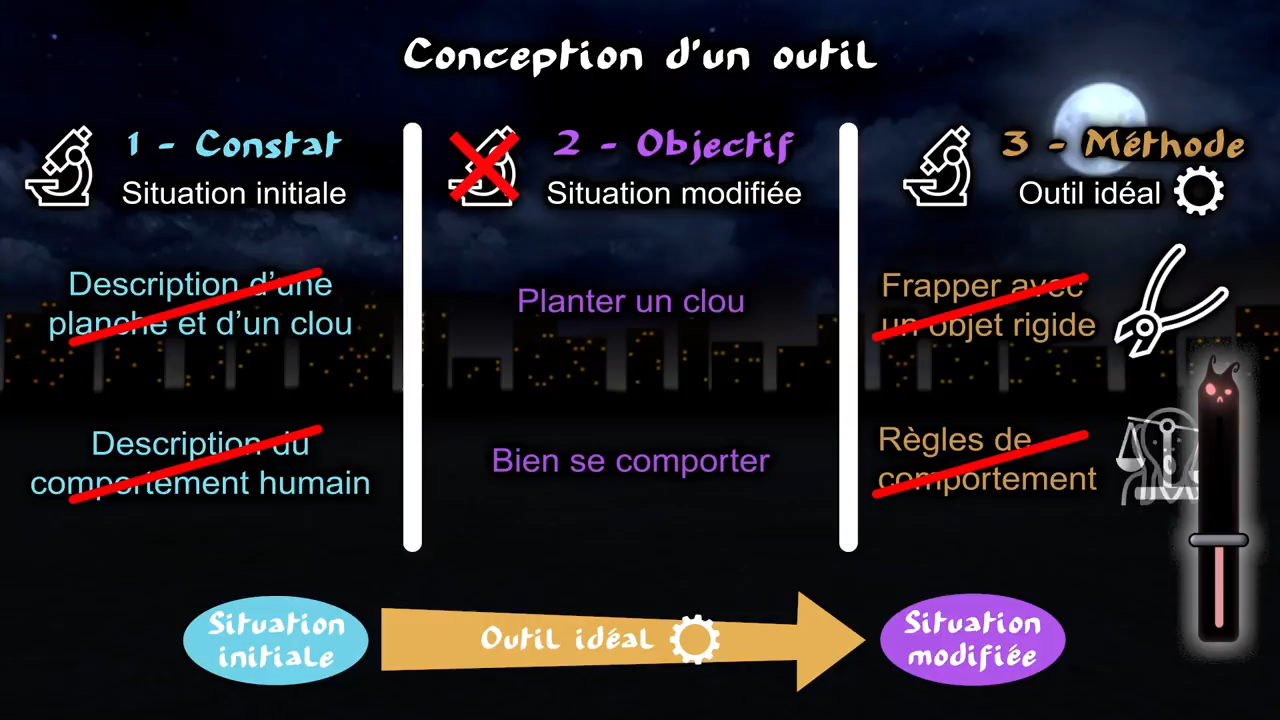 Conception d'un outil
1 - Constat
Situation initiale
Description d'une
planche et d'un clou
Description du
comportement humain
2 - Objectif
Situation modifiée
Planter un clou
Bien se comporter
3 - Méthode
Outil idéal
Frapper avec
un objet rigide
Règles de
comportement
Situation
initiale
Outil idéal
Situation
modifiée